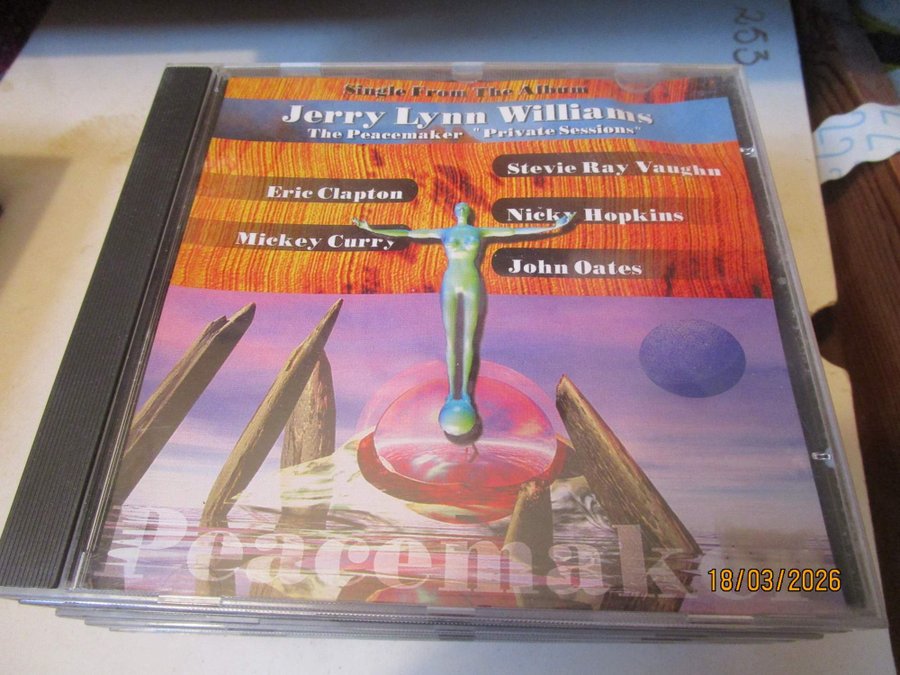 253
Single From The Album
Jerry Lynn Williams
The Peacemaker "Private Sessions"
Stevie Ray Vaughn
Eric Clapton
Nicky Hopkins
Mickey Curry
John Oates
Peacemaker
18/03/2026